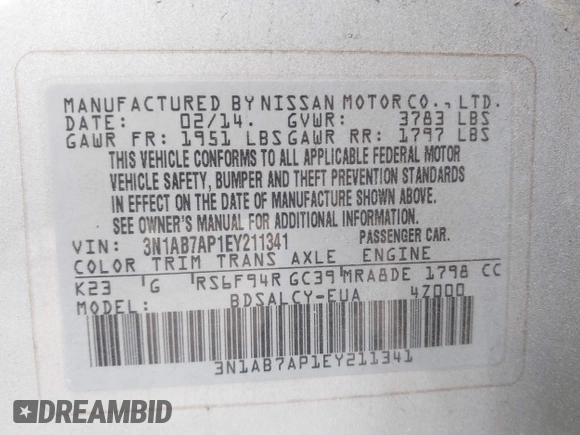 MANUFACTURED BY NISSAN MOTOR CO., LTD.
DATE: 02/14. GVWR: 3783 LBS
GAWR FR: 1951 LBS GAWR RR: 1797 LBS
THIS VEHICLE CONFORMS TO ALL APPLICABLE FEDERAL MOTOR
VEHICLE SAFETY, BUMPER AND THEFT PREVENTION STANDARDS
IN EFFECT ON THE DATE OF MANUFACTURE SHOWN ABOVE.
SEE OWNER'S MANUAL FOR ADDITIONAL INFORMATION.
VIN: 3N1AB7AP1EY211341 PASSENGER CAR.
COLOR TRIM TRANS AXLE ENGINE
K23 G RS6F94R GC39 MRA8DE 1798 CC
MODEL: BDSALCY-EUA 4Z000
3N1AB7AP1EY211341
DREAMBID